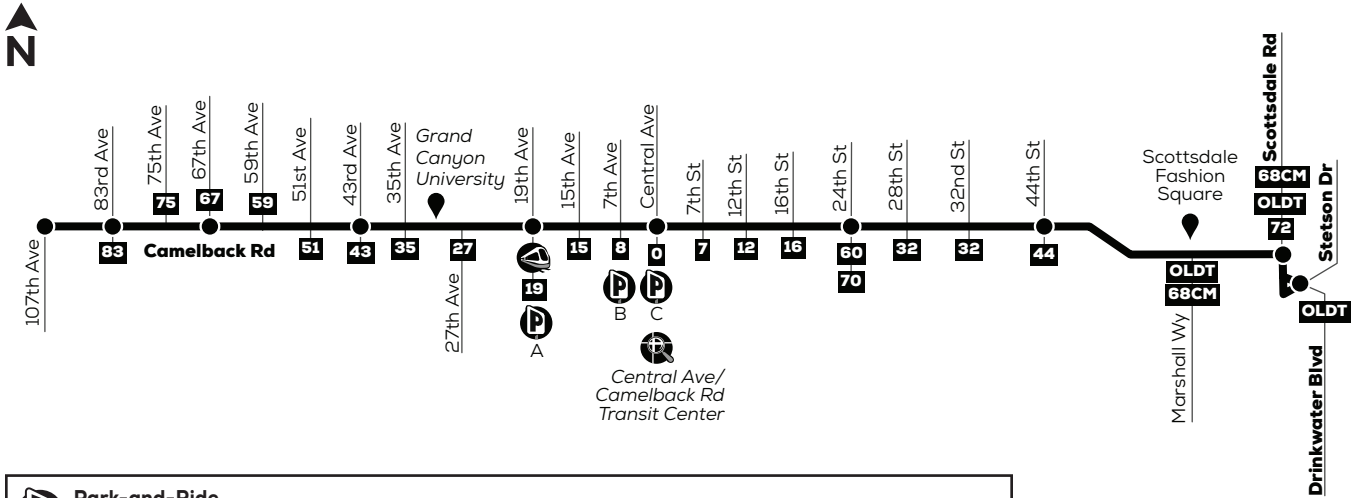 N
107th Ave
83rd Ave
83
75th Ave
75
67th Ave
67
59th Ave
59
Camelback Rd
51st Ave
51
43rd Ave
43
35th Ave
35
Grand
Canyon
University
27
27th Ave
19th Ave
19
P
A
15th Ave
15
7th Ave
8
P
B
Central Ave
0
P
C
Central Ave/
Camelback Rd
Transit Center
7th St
7
12th St
12
16th St
16
24th St
60
70
28th St
32
32nd St
32
44th St
44
Scottsdale
Fashion
Square
OLDT
68CM
Marshall Wy
Scottsdale Rd
68CM
OLDT
72
Stetson Dr
OLDT
Drinkwater Blvd
Park-and-Ride